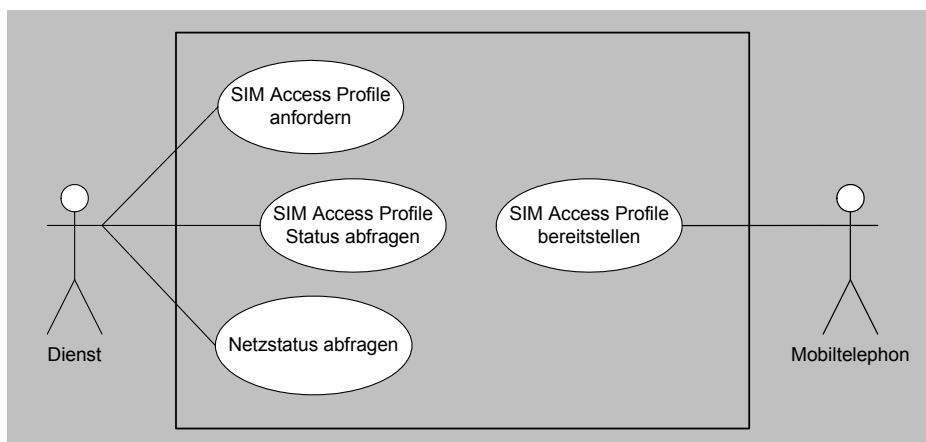 SIM Access Profile
anfordern
SIM Access Profile
Status abfragen
SIM Access Profile
bereitstellen
Netzstatus abfragen
Dienst
Mobiltelephon